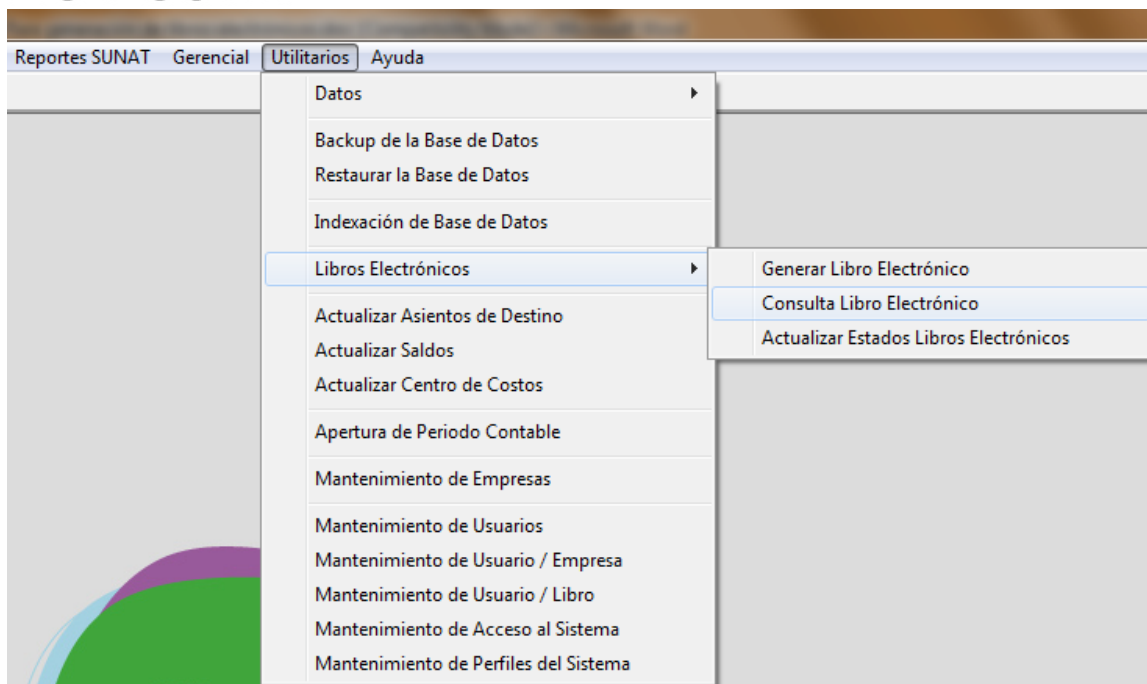 Reportes SUNAT Gerencial Utilitarios Ayuda
Datos
Backup de la Base de Datos
Restaurar la Base de Datos
Indexación de Base de Datos
Libros Electrónicos
Generar Libro Electrónico
Consulta Libro Electrónico
Actualizar Estados Libros Electrónicos
Actualizar Asientos de Destino
Actualizar Saldos
Actualizar Centro de Costos
Apertura de Periodo Contable
Mantenimiento de Empresas
Mantenimiento de Usuarios
Mantenimiento de Usuario / Empresa
Mantenimiento de Usuario / Libro
Mantenimiento de Acceso al Sistema
Mantenimiento de Perfiles del Sistema